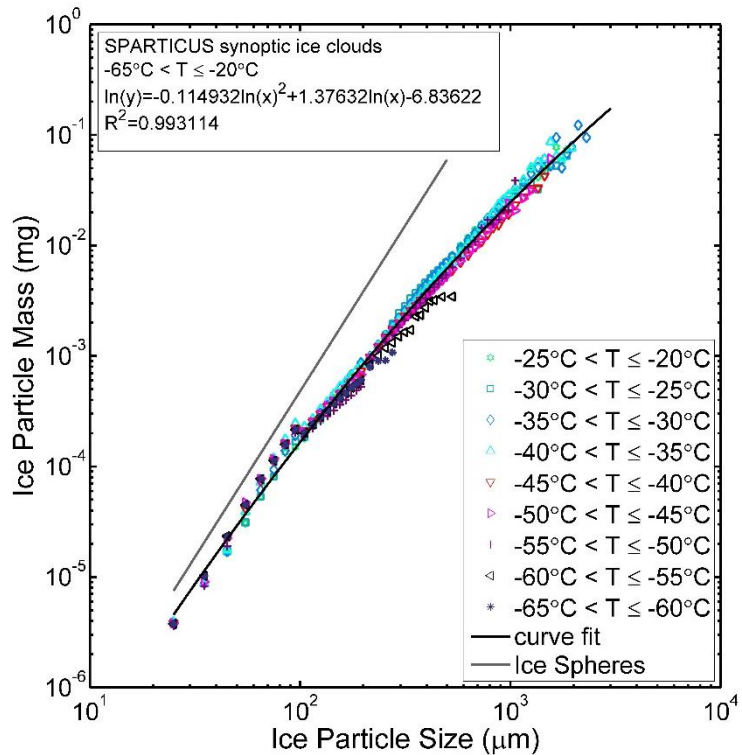 SPARTICUS synoptic ice clouds
-65°C < T ≤ -20°C
ln(y)=-0.114932ln(x)²+1.37632ln(x)-6.83622
R²=0.993114
10⁰
10⁻¹
10⁻²
10⁻³
10⁻⁴
10⁻⁵
10⁻⁶
Ice Particle Mass (mg)
-25°C < T ≤ -20°C
-30°C < T ≤ -25°C
-35°C < T ≤ -30°C
-40°C < T ≤ -35°C
-45°C < T ≤ -40°C
-50°C < T ≤ -45°C
-55°C < T ≤ -50°C
-60°C < T ≤ -55°C
-65°C < T ≤ -60°C
curve fit
Ice Spheres
10¹ 10² 10³ 10⁴
Ice Particle Size (μm)